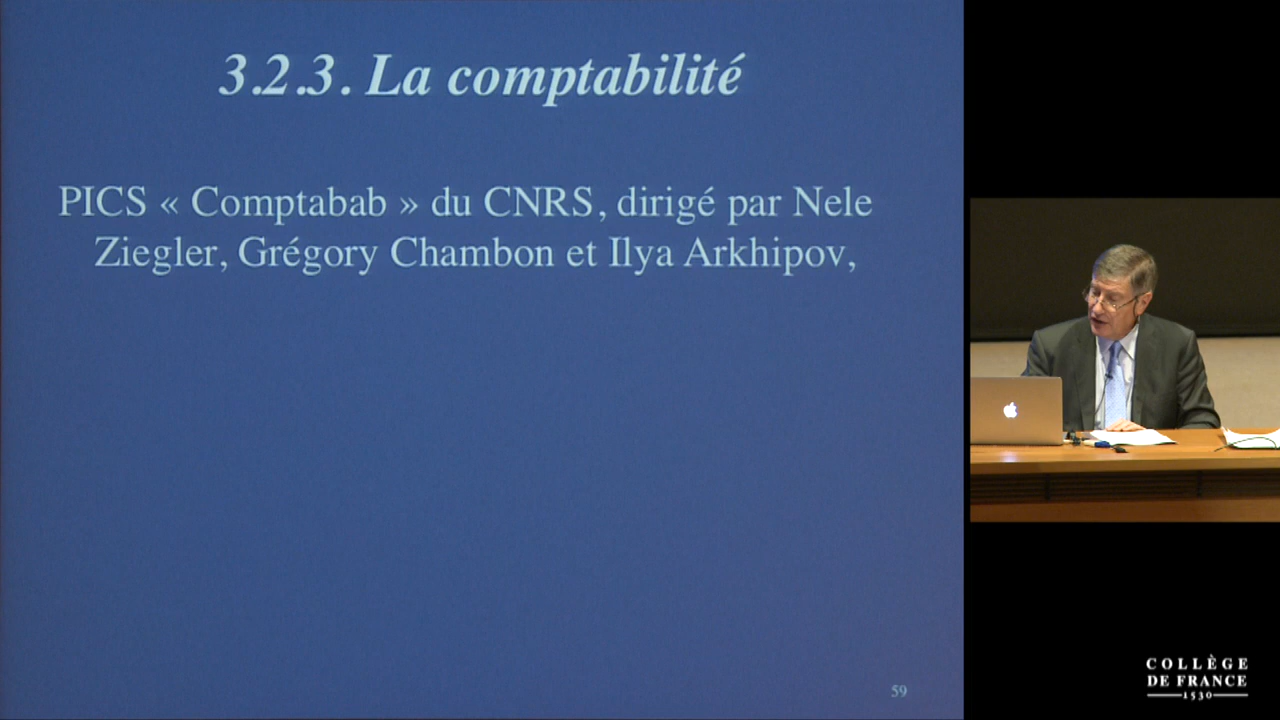 3.2.3. La comptabilité
PICS « Comptabab » du CNRS, dirigé par Nele
Ziegler, Grégory Chambon et Ilya Arkhipov,
59
COLLÈGE
DE FRANCE
1530